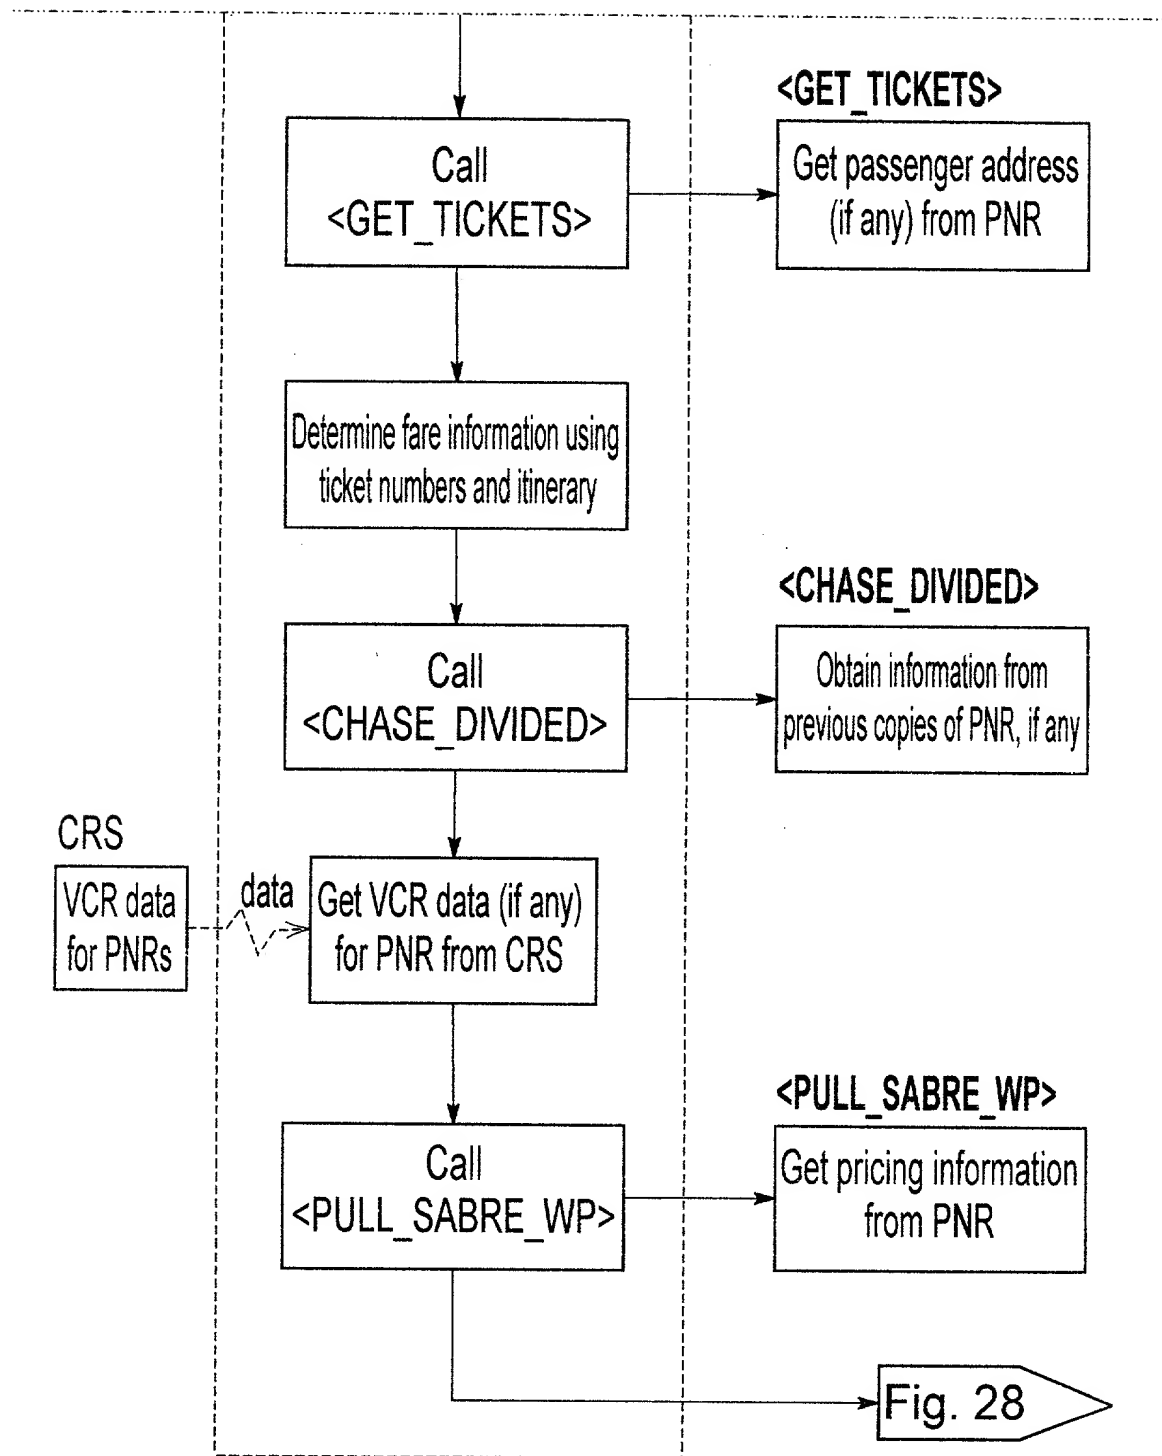 <GET_TICKETS>
Call
<GET_TICKETS>
Get passenger address
(if any) from PNR
Determine fare information using
ticket numbers and itinerary
<CHASE_DIVIDED>
Call
<CHASE_DIVIDED>
Obtain information from
previous copies of PNR, if any
CRS
VCR data
for PNRs
data
Get VCR data (if any)
for PNR from CRS
<PULL_SABRE_WP>
Call
<PULL_SABRE_WP>
Get pricing information
from PNR
Fig. 28